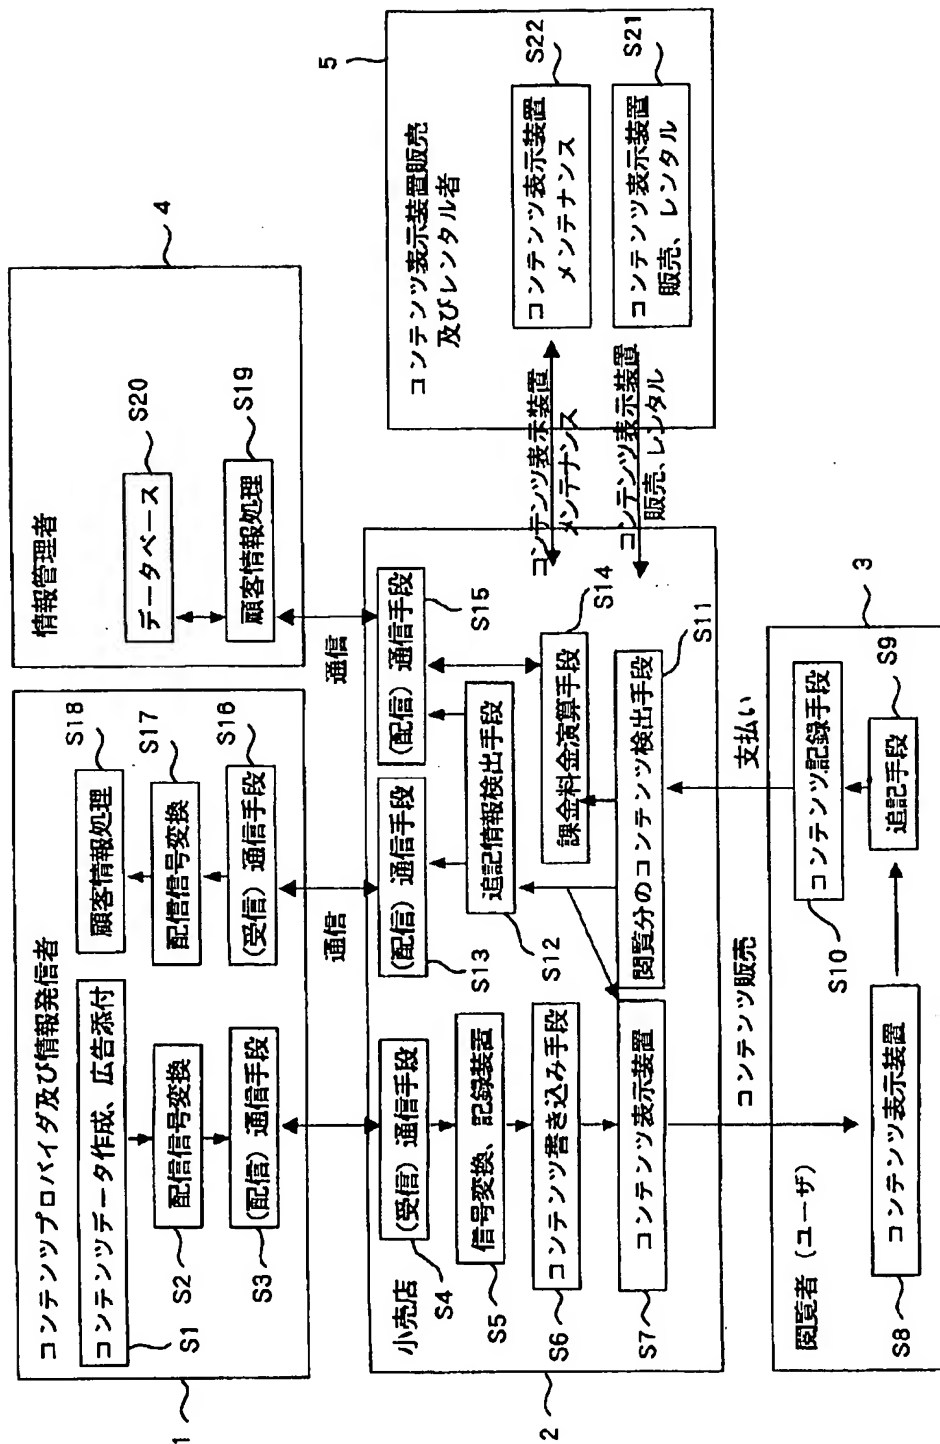 コンテンツプロバイダ及び情報発信者
コンテンツデータ作成、広告添付
S1
配信信号変換
S2
(配信) 通信手段
S3
顧客情報処理
S18
配信信号変換
S17
(受信) 通信手段
S16
1
情報管理者
データベース
S20
顧客情報処理
S19
4
通信
通信
小売店
(受信) 通信手段
S4
信号変換、記録装置
S5
コンテンツ書き込み手段
S6
コンテンツ表示装置
S7
(配信) 通信手段
S13
追記情報検出手段
S12
(配信) 通信手段
S15
課金料金演算手段
S14
閲覧分のコンテンツ検出手段
S11
2
コンテンツ表示装置
メンテナンス
コンテンツ表示装置
販売、レンタル
コンテンツ表示装置販売
及びレンタル者
コンテンツ表示装置
メンテナンス
S22
コンテンツ表示装置
販売、レンタル
S21
5
コンテンツ販売
支払い
閲覧者 (ユーザ)
コンテンツ表示装置
S8
コンテンツ記録手段
S10
追記手段
S9
3